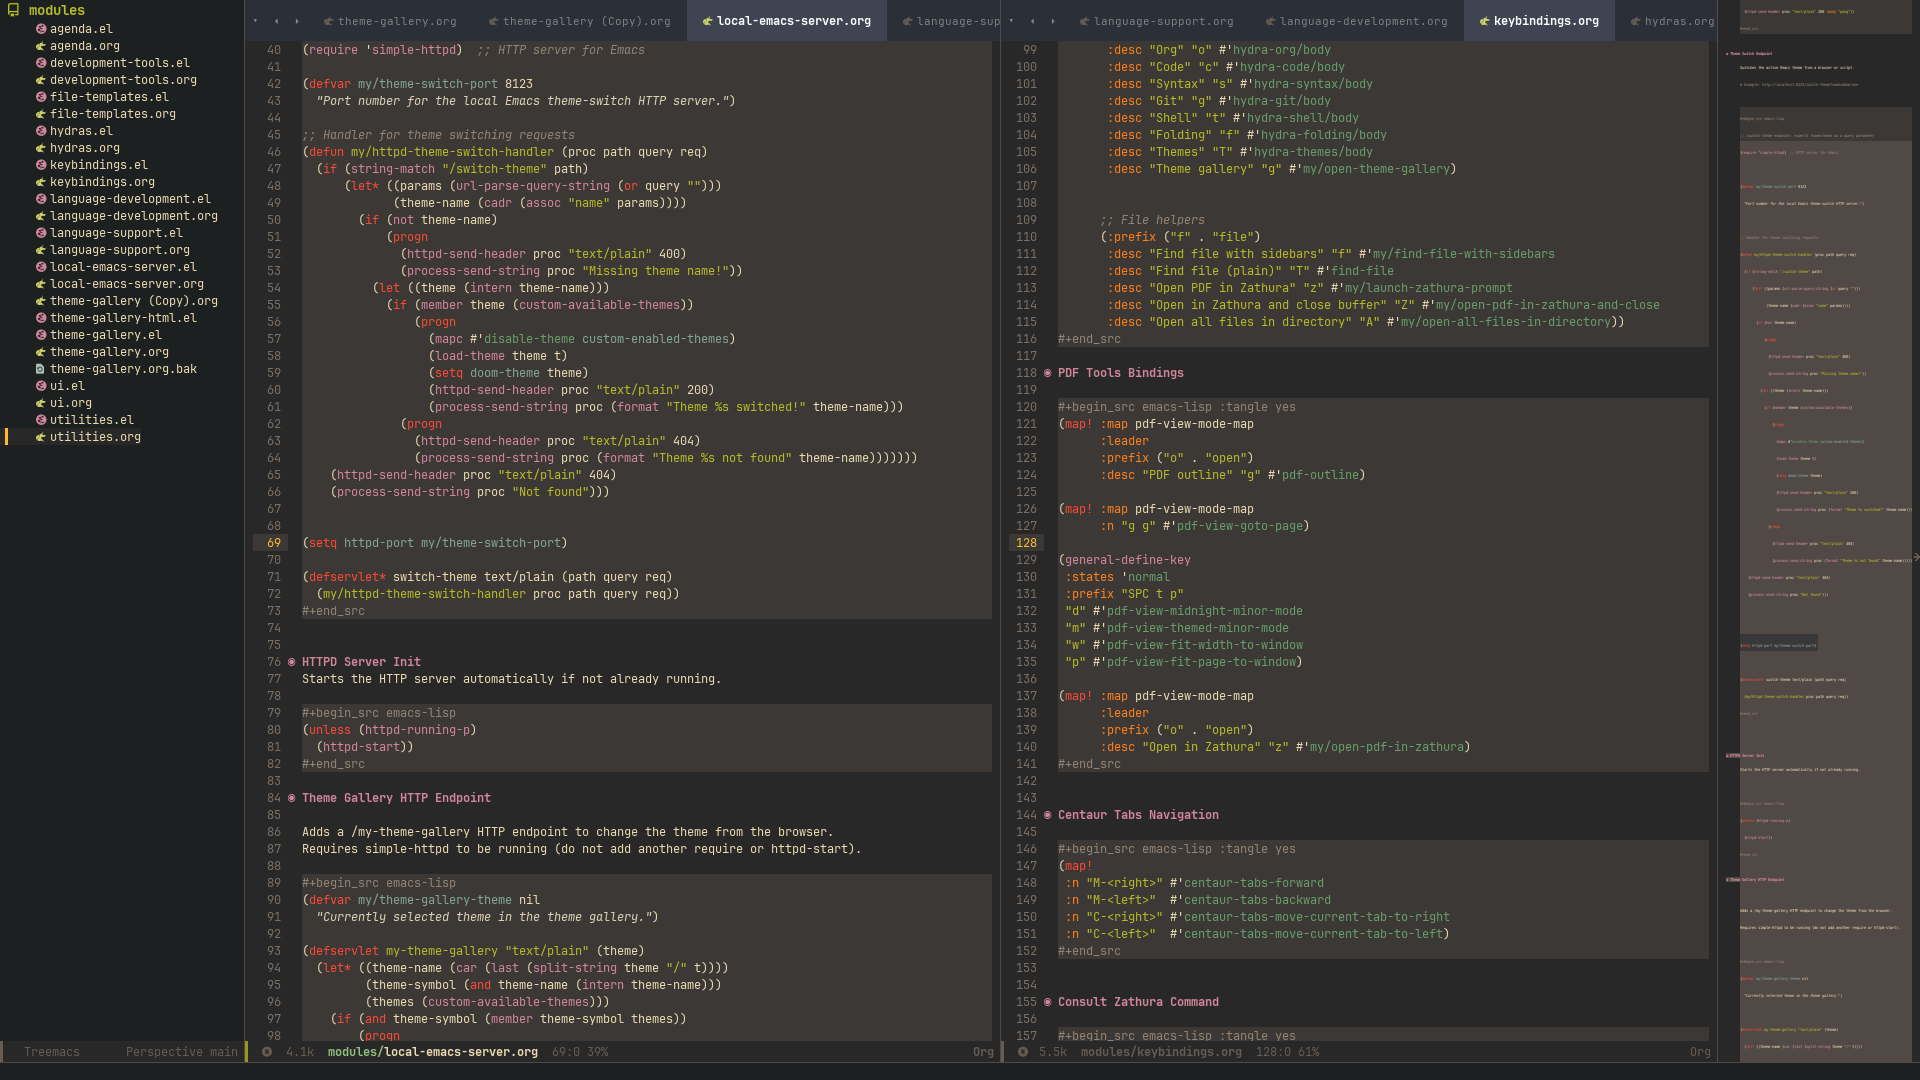 modules
agenda.el
agenda.org
development-tools.el
development-tools.org
file-templates.el
file-templates.org
hydras.el
hydras.org
keybindings.el
keybindings.org
language-development.el
language-development.org
language-support.el
language-support.org
local-emacs-server.el
local-emacs-server.org
theme-gallery (Copy).org
theme-gallery-html.el
theme-gallery.el
theme-gallery.org
theme-gallery.org.bak
ui.el
ui.org
utilities.el
utilities.org
Treemacs Perspective main
theme-gallery.org theme-gallery (Copy).org local-emacs-server.org language-sup
40 (require 'simple-httpd)  ;; HTTP server for Emacs
41
42 (defvar my/theme-switch-port 8123
43   "Port number for the local Emacs theme-switch HTTP server.")
44
45 ;; Handler for theme switching requests
46 (defun my/httpd-theme-switch-handler (proc path query req)
47   (if (string-match "/switch-theme" path)
48       (let* ((params (url-parse-query-string (or query "")))
49              (theme-name (cadr (assoc "name" params))))
50         (if (not theme-name)
51             (progn
52               (httpd-send-header proc "text/plain" 400)
53               (process-send-string proc "Missing theme name!"))
54           (let ((theme (intern theme-name)))
55             (if (member theme (custom-available-themes))
56                 (progn
57                   (mapc #'disable-theme custom-enabled-themes)
58                   (load-theme theme t)
59                   (setq doom-theme theme)
60                   (httpd-send-header proc "text/plain" 200)
61                   (process-send-string proc (format "Theme %s switched!" theme-name)))
62               (progn
63                 (httpd-send-header proc "text/plain" 404)
64                 (process-send-string proc (format "Theme %s not found" theme-name)))))))
65     (httpd-send-header proc "text/plain" 404)
66     (process-send-string proc "Not found")))
67
68
69 (setq httpd-port my/theme-switch-port)
70
71 (defservlet* switch-theme text/plain (path query req)
72   (my/httpd-theme-switch-handler proc path query req))
73 #+end_src
74
75
76 ◉ HTTPD Server Init
77 Starts the HTTP server automatically if not already running.
78
79 #+begin_src emacs-lisp
80 (unless (httpd-running-p)
81   (httpd-start))
82 #+end_src
83
84 ◉ Theme Gallery HTTP Endpoint
85
86 Adds a /my-theme-gallery HTTP endpoint to change the theme from the browser.
87 Requires simple-httpd to be running (do not add another require or httpd-start).
88
89 #+begin_src emacs-lisp
90 (defvar my/theme-gallery-theme nil
91   "Currently selected theme in the theme gallery.")
92
93 (defservlet my-theme-gallery "text/plain" (theme)
94   (let* ((theme-name (car (last (split-string theme "/" t))))
95          (theme-symbol (and theme-name (intern theme-name)))
96          (themes (custom-available-themes)))
97     (if (and theme-symbol (member theme-symbol themes))
98         (progn
4.1k modules/local-emacs-server.org 69:0 39% Org
language-support.org language-development.org keybindings.org hydras.org
99        :desc "Org" "o" #'hydra-org/body
100       :desc "Code" "c" #'hydra-code/body
101       :desc "Syntax" "s" #'hydra-syntax/body
102       :desc "Git" "g" #'hydra-git/body
103       :desc "Shell" "t" #'hydra-shell/body
104       :desc "Folding" "f" #'hydra-folding/body
105       :desc "Themes" "T" #'hydra-themes/body
106       :desc "Theme gallery" "g" #'my/open-theme-gallery)
107
108
109      ;; File helpers
110      (:prefix ("f" . "file")
111       :desc "Find file with sidebars" "f" #'my/find-file-with-sidebars
112       :desc "Find file (plain)" "T" #'find-file
113       :desc "Open PDF in Zathura" "z" #'my/launch-zathura-prompt
114       :desc "Open in Zathura and close buffer" "Z" #'my/open-pdf-in-zathura-and-close
115       :desc "Open all files in directory" "A" #'my/open-all-files-in-directory))
116 #+end_src
117
118 ◉ PDF Tools Bindings
119
120 #+begin_src emacs-lisp :tangle yes
121 (map! :map pdf-view-mode-map
122       :leader
123       :prefix ("o" . "open")
124       :desc "PDF outline" "g" #'pdf-outline)
125
126 (map! :map pdf-view-mode-map
127       :n "g g" #'pdf-view-goto-page)
128
129 (general-define-key
130  :states 'normal
131  :prefix "SPC t p"
132  "d" #'pdf-view-midnight-minor-mode
133  "m" #'pdf-view-themed-minor-mode
134  "w" #'pdf-view-fit-width-to-window
135  "p" #'pdf-view-fit-page-to-window)
136
137 (map! :map pdf-view-mode-map
138       :leader
139       :prefix ("o" . "open")
140       :desc "Open in Zathura" "z" #'my/open-pdf-in-zathura)
141 #+end_src
142
143
144 ◉ Centaur Tabs Navigation
145
146 #+begin_src emacs-lisp :tangle yes
147 (map!
148  :n "M-<right>" #'centaur-tabs-forward
149  :n "M-<left>"  #'centaur-tabs-backward
150  :n "C-<right>" #'centaur-tabs-move-current-tab-to-right
151  :n "C-<left>"  #'centaur-tabs-move-current-tab-to-left)
152 #+end_src
153
154
155 ◉ Consult Zathura Command
156
157 #+begin_src emacs-lisp :tangle yes
5.5k modules/keybindings.org 128:0 61% Org